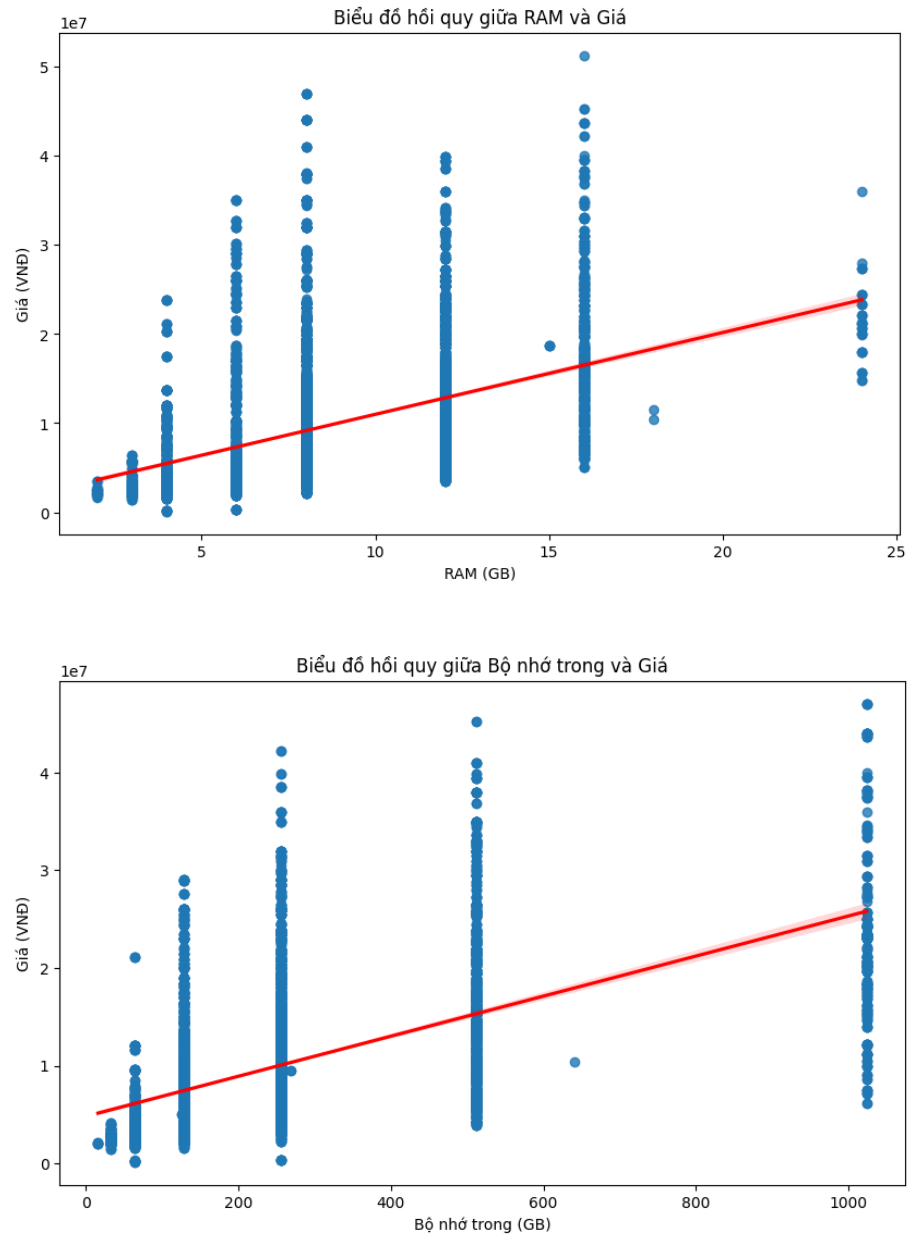 Biểu đồ hồi quy giữa RAM và Giá
1e7
5
4
3
2
1
0
Giá (VNĐ)
5 10 15 20 25
RAM (GB)
Biểu đồ hồi quy giữa Bộ nhớ trong và Giá
1e7
4
3
2
1
0
Giá (VNĐ)
0 200 400 600 800 1000
Bộ nhớ trong (GB)